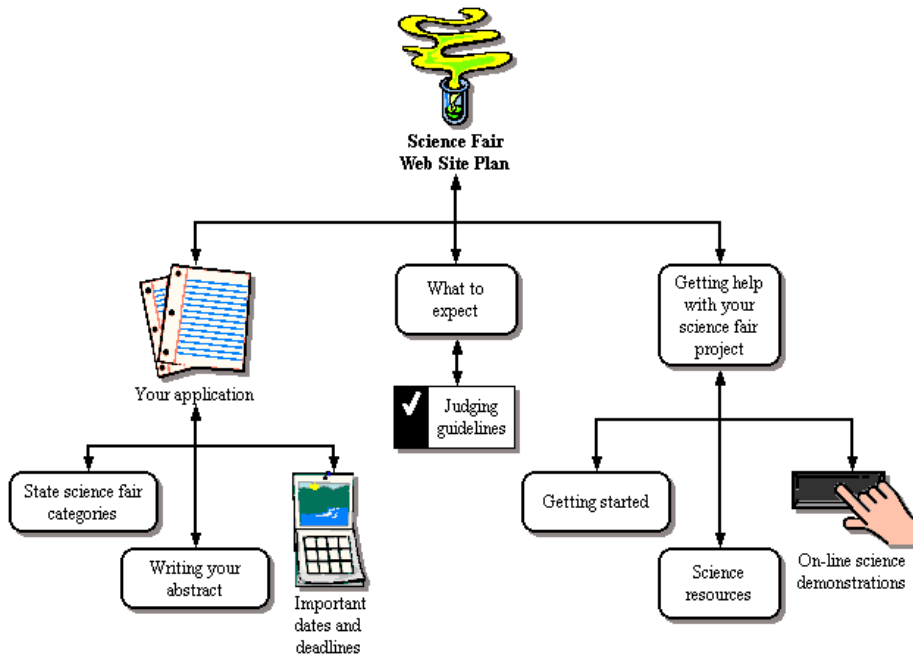 Science Fair
Web Site Plan
Your application
What to
expect
Getting help
with your
science fair
project
Judging
guidelines
State science fair
categories
Writing your
abstract
Important
dates and
deadlines
Getting started
Science
resources
On-line science
demonstrations